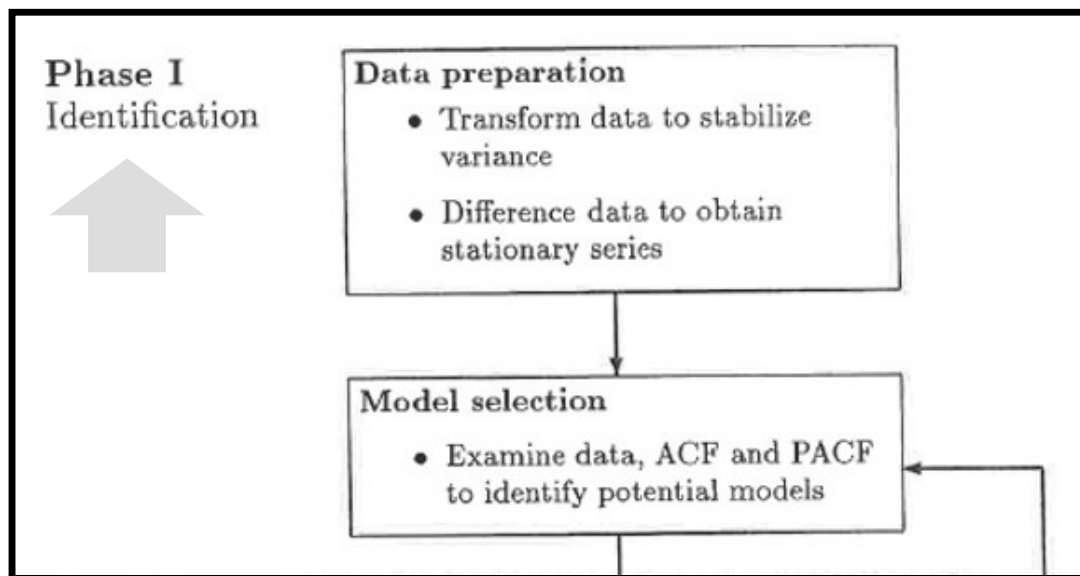 Phase I
Identification
Data preparation
• Transform data to stabilize
variance
• Difference data to obtain
stationary series
Model selection
• Examine data, ACF and PACF
to identify potential models